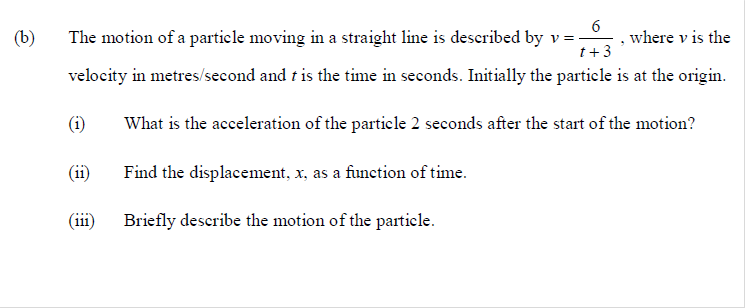 (b) The motion of a particle moving in a straight line is described by v = 6/(t + 3) , where v is the
velocity in metres/second and t is the time in seconds. Initially the particle is at the origin.
(i) What is the acceleration of the particle 2 seconds after the start of the motion?
(ii) Find the displacement, x, as a function of time.
(iii) Briefly describe the motion of the particle.